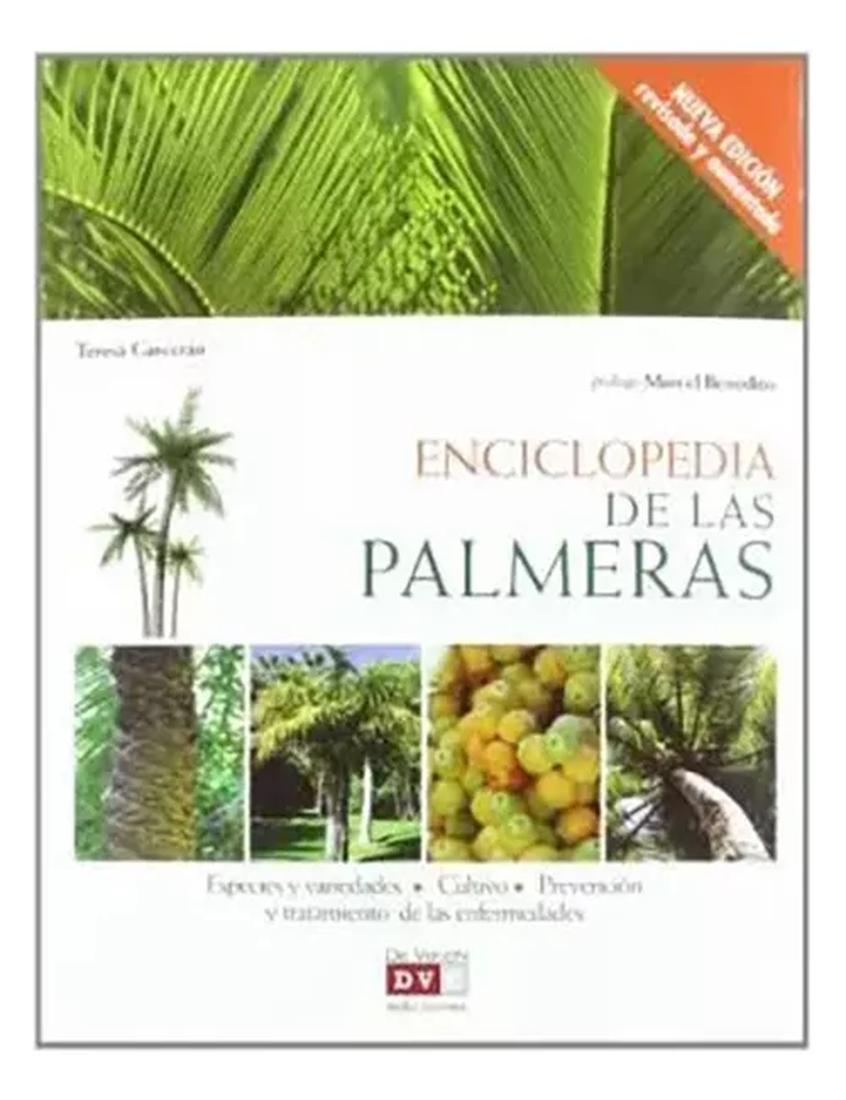 NUEVA EDICIÓN
revisada y aumentada
Teresa
prólogo Marcel Benedito
ENCICLOPEDIA
DE LAS
PALMERAS
Especies y variedades • Cultivo • Prevención
y tratamiento de las enfermedades
De Vecchi
DV